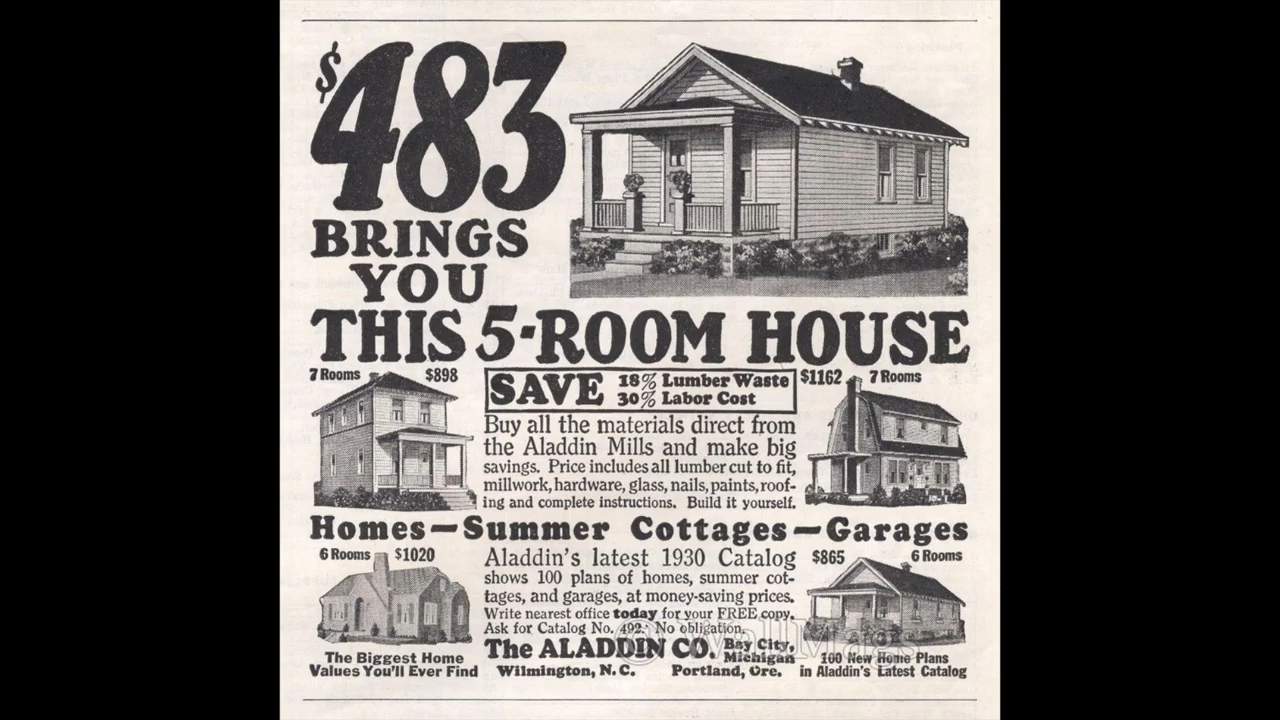 $483
BRINGS
YOU
THIS 5-ROOM HOUSE
7 Rooms $898
SAVE 18% Lumber Waste
30% Labor Cost
$1162 7 Rooms
Buy all the materials direct from
the Aladdin Mills and make big
savings. Price includes all lumber cut to fit,
millwork, hardware, glass, nails, paints, roof-
ing and complete instructions. Build it yourself.
Homes—Summer Cottages—Garages
6 Rooms $1020
Aladdin's latest 1930 Catalog
shows 100 plans of homes, summer cot-
tages, and garages, at money-saving prices.
Write nearest office today for your FREE copy.
Ask for Catalog No. 492. No obligation.
$865 6 Rooms
The ALADDIN CO. Bay City,
Michigan
Wilmington, N.C. Portland, Ore.
The Biggest Home
Values You'll Ever Find
100 New Home Plans
in Aladdin's Latest Catalog
© WallMags